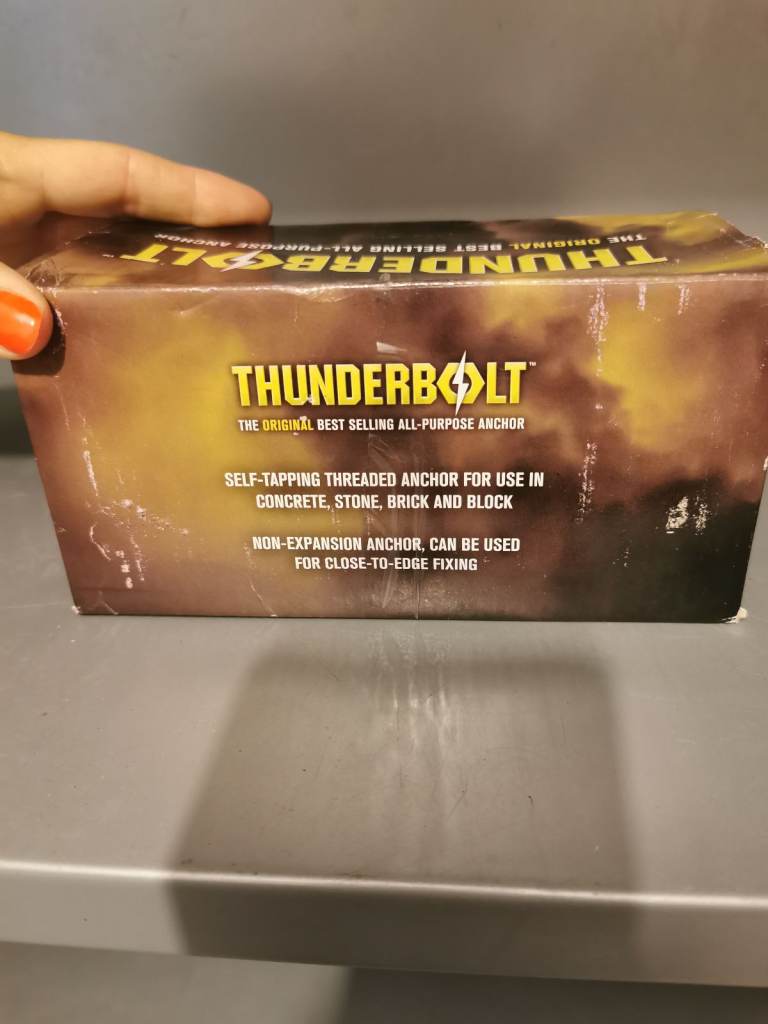 THE ORIGINAL BEST SELLING ALL-PURPOSE ANCHOR
THUNDERBOLT™
THUNDERBOLT™
THE ORIGINAL BEST SELLING ALL-PURPOSE ANCHOR
SELF-TAPPING THREADED ANCHOR FOR USE IN
CONCRETE, STONE, BRICK AND BLOCK
NON-EXPANSION ANCHOR, CAN BE USED
FOR CLOSE-TO-EDGE FIXING